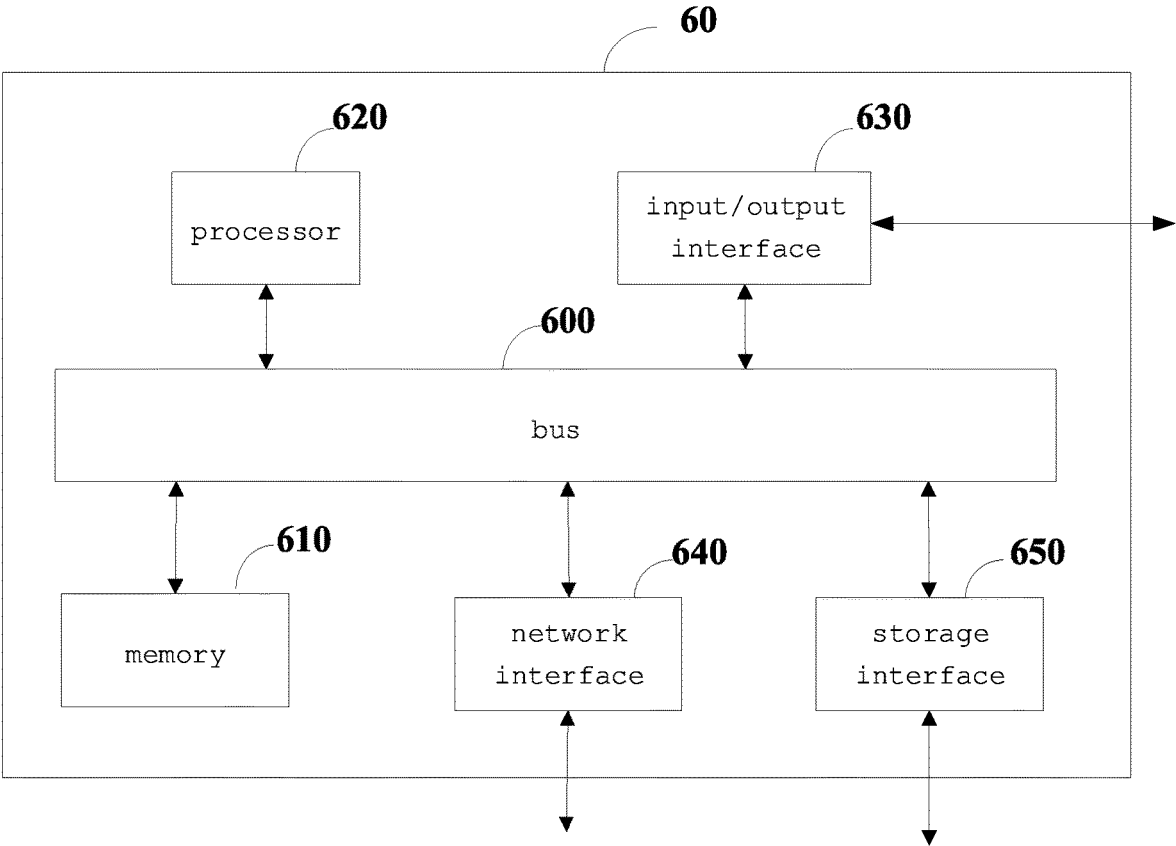 60
620
630
processor
input/output
interface
600
bus
610
640
650
memory
network
interface
storage
interface